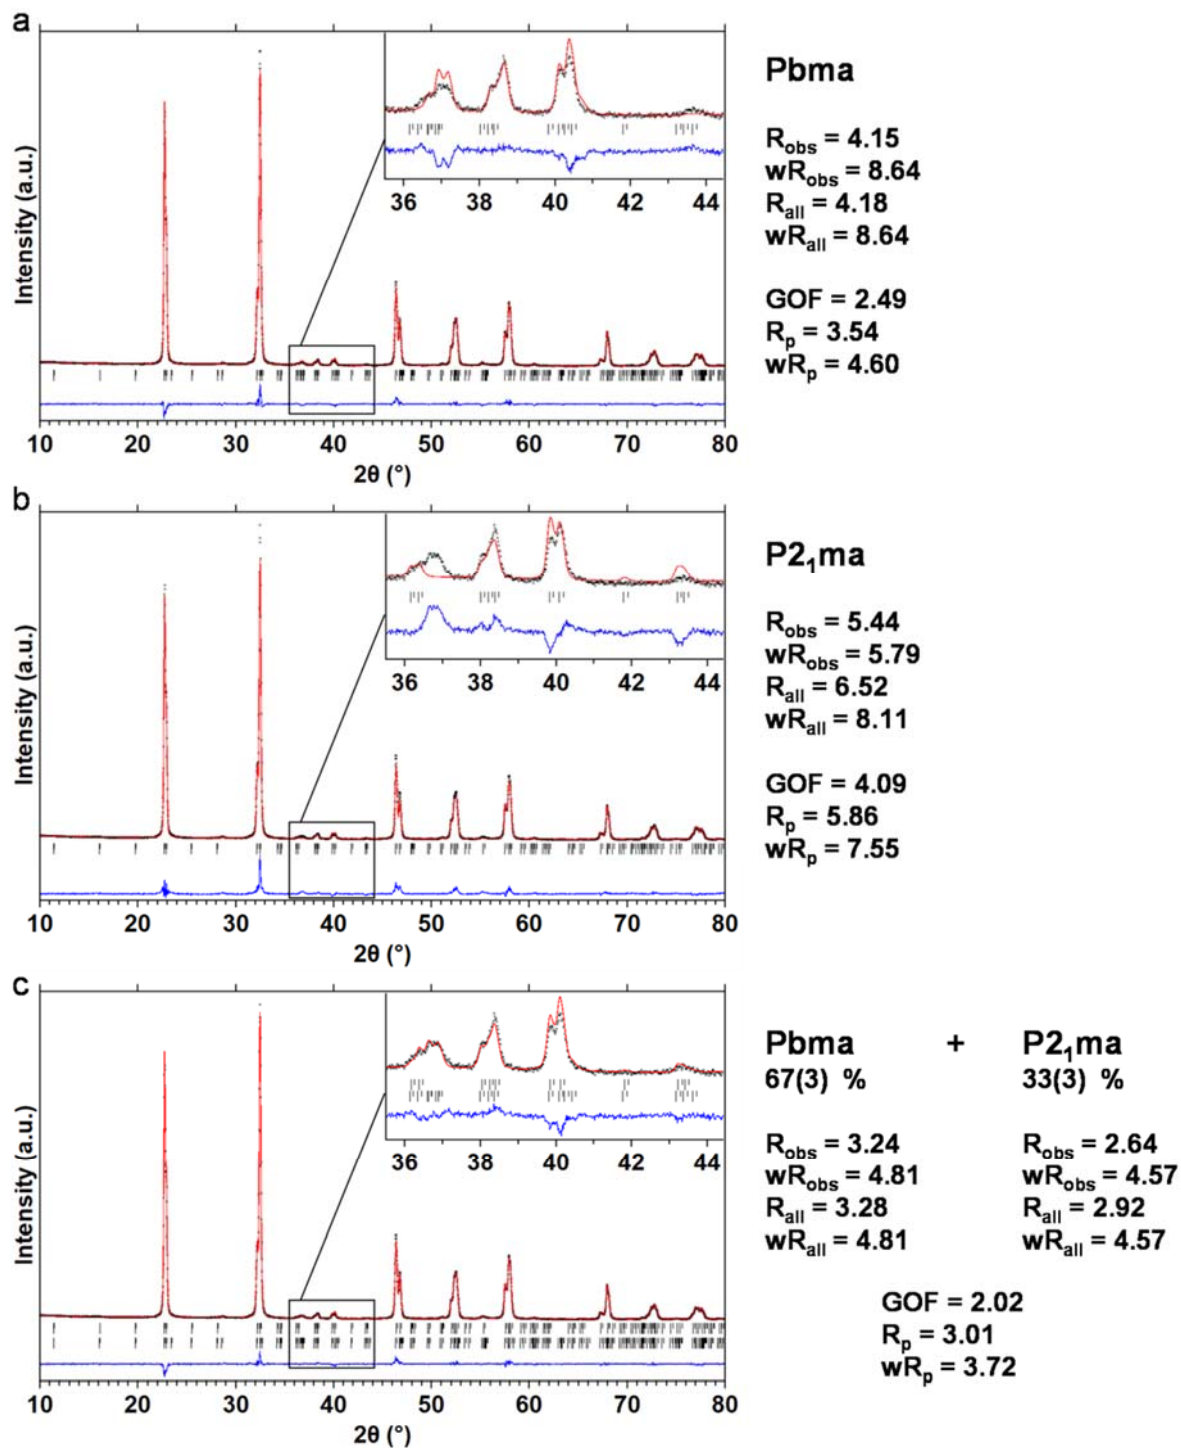 a
Intensity (a.u.)
36 38 40 42 44
10 20 30 40 50 60 70 80
2θ (°)
Pbma
Robs = 4.15
wRobs = 8.64
Rall = 4.18
wRall = 8.64
GOF = 2.49
Rp = 3.54
wRp = 4.60
b
Intensity (a.u.)
36 38 40 42 44
10 20 30 40 50 60 70 80
2θ (°)
P21ma
Robs = 5.44
wRobs = 5.79
Rall = 6.52
wRall = 8.11
GOF = 4.09
Rp = 5.86
wRp = 7.55
c
Intensity (a.u.)
36 38 40 42 44
10 20 30 40 50 60 70 80
2θ (°)
Pbma + P21ma
67(3) % 33(3) %
Robs = 3.24 Robs = 2.64
wRobs = 4.81 wRobs = 4.57
Rall = 3.28 Rall = 2.92
wRall = 4.81 wRall = 4.57
GOF = 2.02
Rp = 3.01
wRp = 3.72